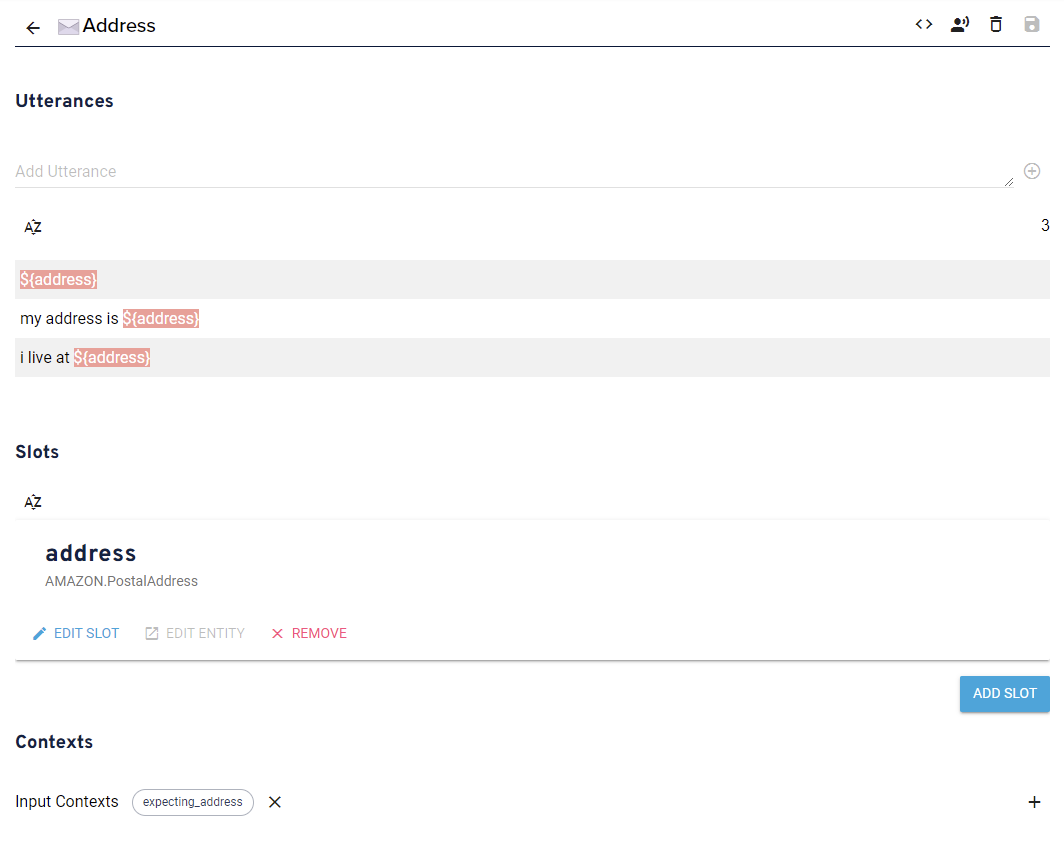 Address
Utterances
Add Utterance
AZ
3
${address}
my address is ${address}
i live at ${address}
Slots
AZ
address
AMAZON.PostalAddress
EDIT SLOT EDIT ENTITY REMOVE
ADD SLOT
Contexts
Input Contexts expecting_address